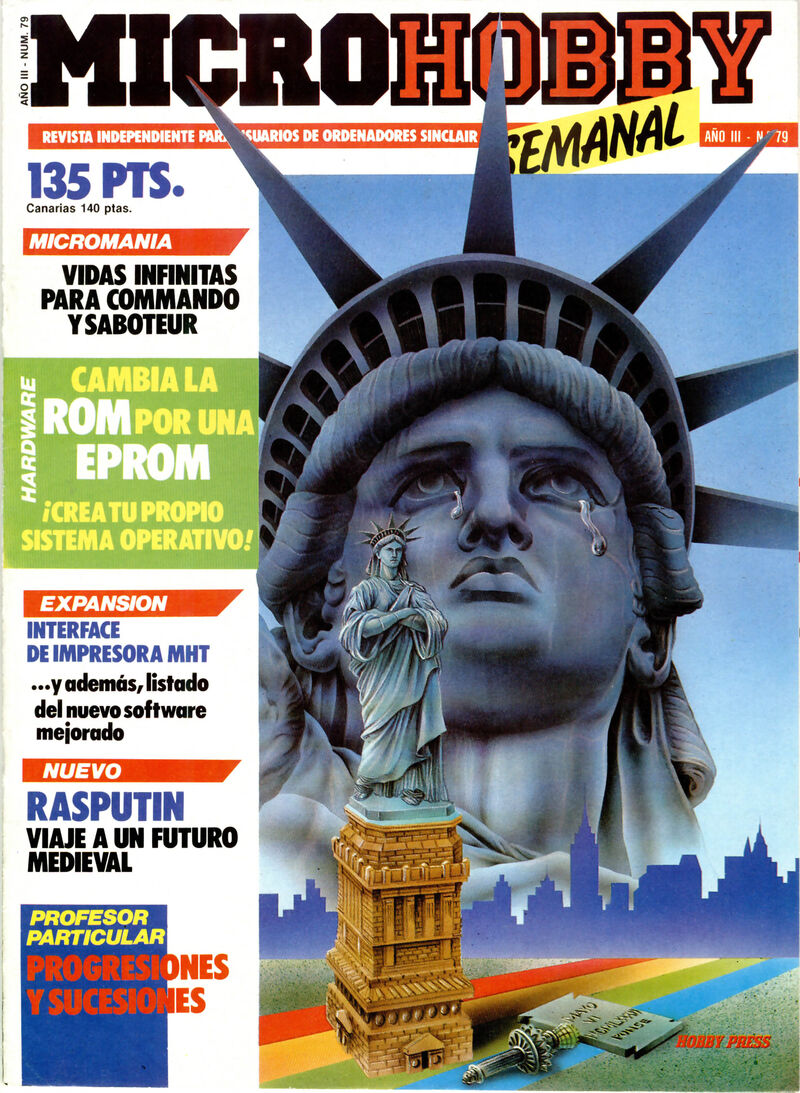 AÑO III - NUM. 79
MICROHOBBY
REVISTA INDEPENDIENTE PARA USUARIOS DE ORDENADORES SINCLAIR
SEMANAL
AÑO III - N.º 79
135 PTS.
Canarias 140 ptas.
MICROMANIA
VIDAS INFINITAS
PARA COMMANDO
Y SABOTEUR
HARDWARE
CAMBIA LA
ROM POR UNA
EPROM
¡CREA TU PROPIO
SISTEMA OPERATIVO!
EXPANSION
INTERFACE
DE IMPRESORA MHT
...y además, listado
del nuevo software
mejorado
NUEVO
RASPUTIN
VIAJE A UN FUTURO
MEDIEVAL
PROFESOR
PARTICULAR
PROGRESIONES
Y SUCESIONES
HOBBY PRESS